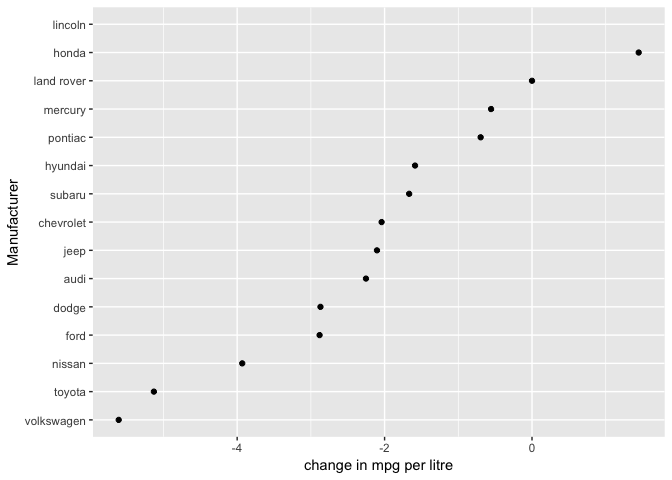 lincoln
honda
land rover
mercury
pontiac
hyundai
subaru
chevrolet
jeep
audi
dodge
ford
nissan
toyota
volkswagen
Manufacturer
-4 -2 0
change in mpg per litre